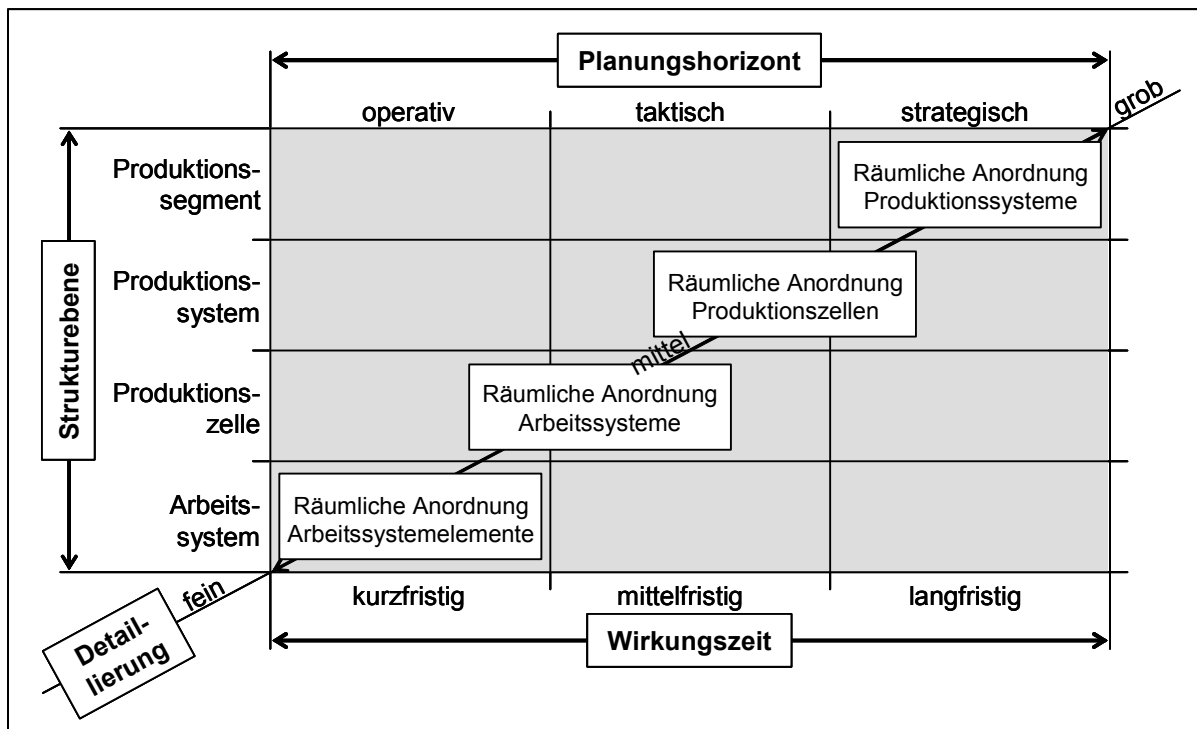 Planungshorizont
operativ
taktisch
strategisch
grob
Strukturebene
Produktions-
segment
Räumliche Anordnung
Produktionssysteme
Produktions-
system
Räumliche Anordnung
Produktionszellen
mittel
Produktions-
zelle
Räumliche Anordnung
Arbeitssysteme
Arbeits-
system
Räumliche Anordnung
Arbeitssystemelemente
fein
Detail-
lierung
kurzfristig
mittelfristig
langfristig
Wirkungszeit